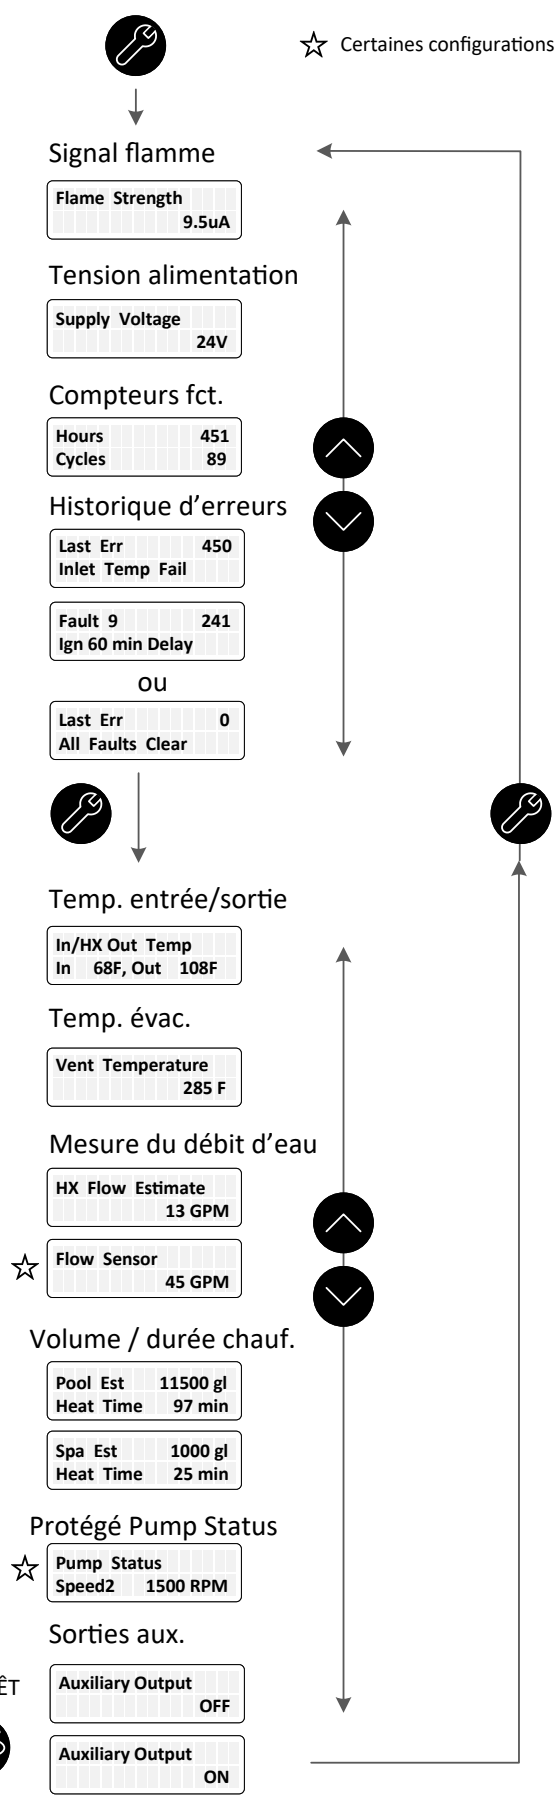 Certaines configurations
Signal flamme
Flame Strength
9.5uA
Tension alimentation
Supply Voltage
24V
Compteurs fct.
Hours 451
Cycles 89
Historique d’erreurs
Last Err 450
Inlet Temp Fail
Fault 9 241
Ign 60 min Delay
ou
Last Err 0
All Faults Clear
Temp. entrée/sortie
In/HX Out Temp
In 68F, Out 108F
Temp. évac.
Vent Temperature
285 F
Mesure du débit d’eau
HX Flow Estimate
13 GPM
Flow Sensor
45 GPM
Volume / durée chauf.
Pool Est 11500 gl
Heat Time 97 min
Spa Est 1000 gl
Heat Time 25 min
Protégé Pump Status
Pump Status
Speed2 1500 RPM
Sorties aux.
Auxiliary Output
OFF
Auxiliary Output
ON